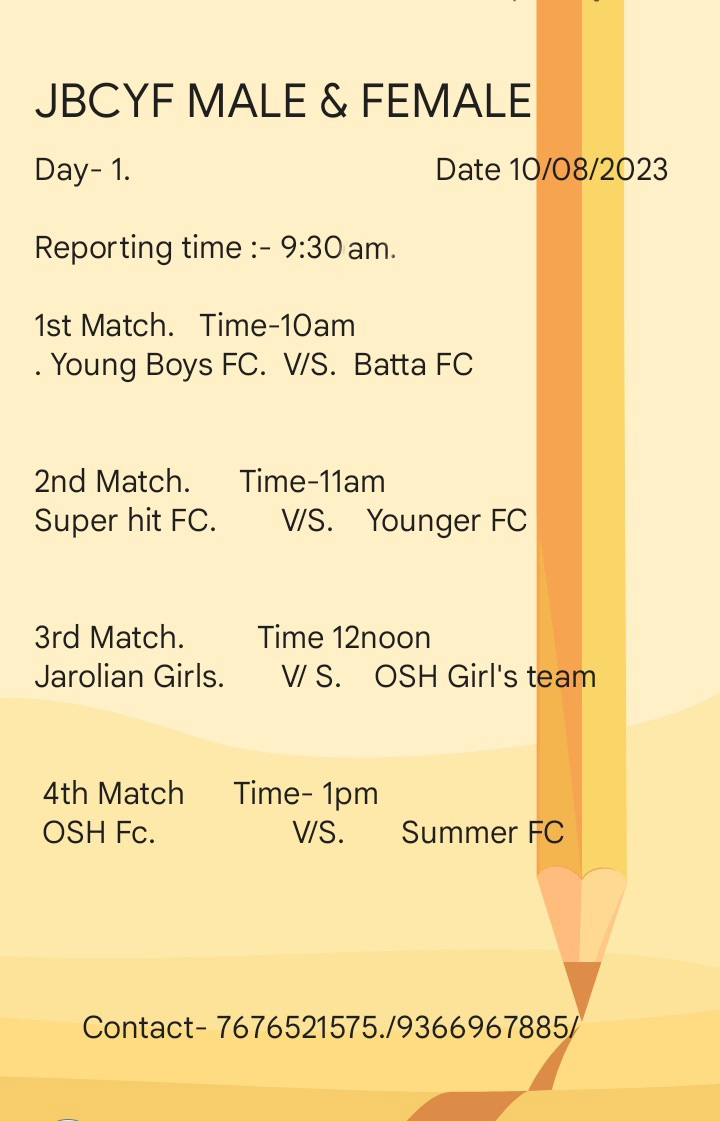 JBCYF MALE & FEMALE
Day- 1. Date 10/08/2023
Reporting time :- 9:30 am.
1st Match. Time-10am
. Young Boys FC. V/S. Batta FC
2nd Match. Time-11am
Super hit FC. V/S. Younger FC
3rd Match. Time 12noon
Jarolian Girls. V/ S. OSH Girl's team
4th Match Time- 1pm
OSH Fc. V/S. Summer FC
Contact- 7676521575./9366967885/